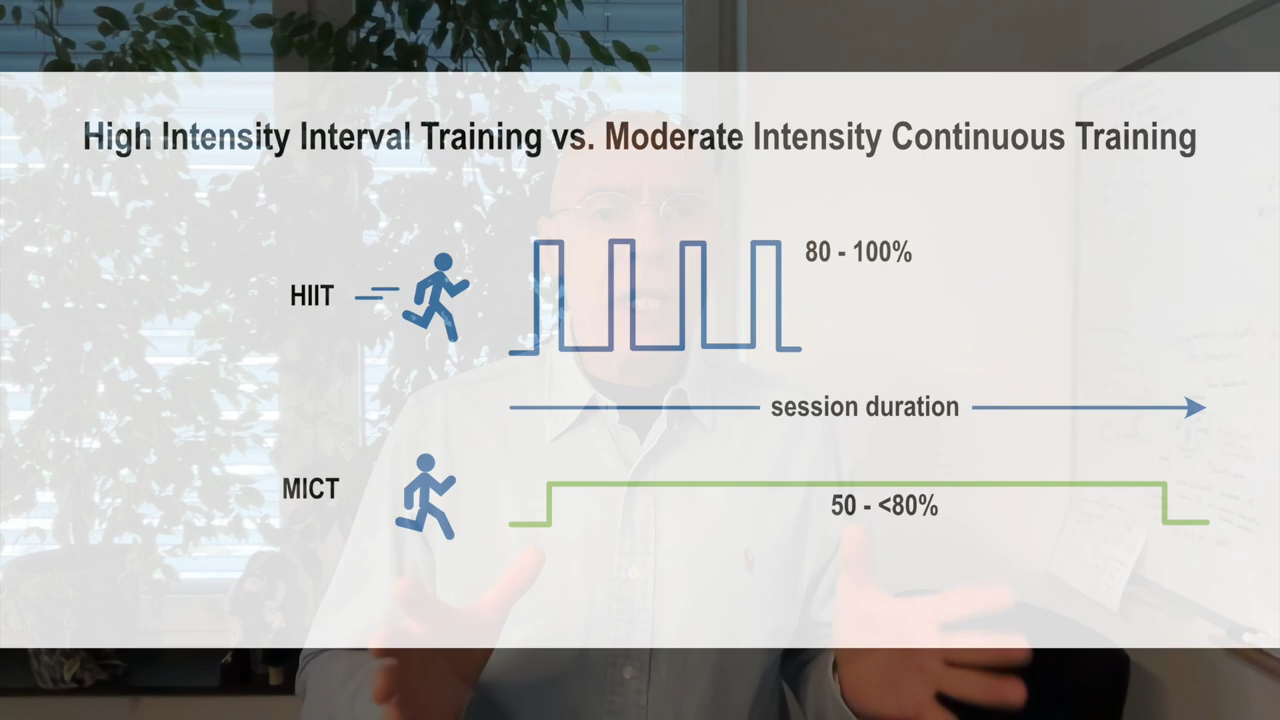 High Intensity Interval Training vs. Moderate Intensity Continuous Training
HIIT
80 - 100%
session duration
MICT
50 - <80%